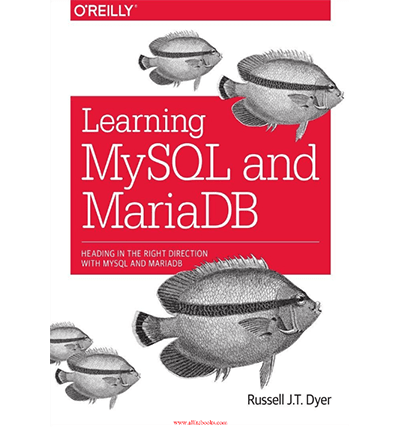 O'REILLY®
Learning
MySQL and
MariaDB
HEADING IN THE RIGHT DIRECTION
WITH MYSQL AND MARIADB
Russell J.T. Dyer
www.allitebooks.com